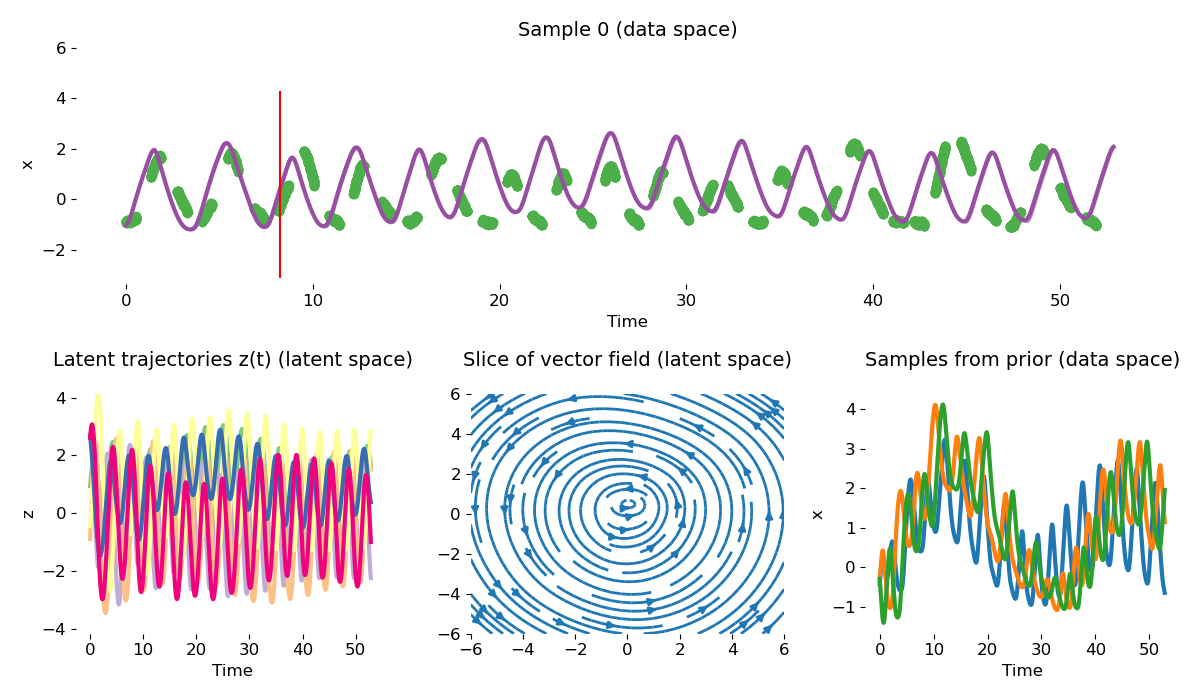 Sample 0 (data space)
6
4
2
0
−2
x
0 10 20 30 40 50
Time
Latent trajectories z(t) (latent space)
4
2
0
−2
−4
z
0 10 20 30 40 50
Time
Slice of vector field (latent space)
6
4
2
0
−2
−4
−6
−6 −4 −2 0 2 4 6
Samples from prior (data space)
4
3
2
1
0
−1
x
0 10 20 30 40 50
Time